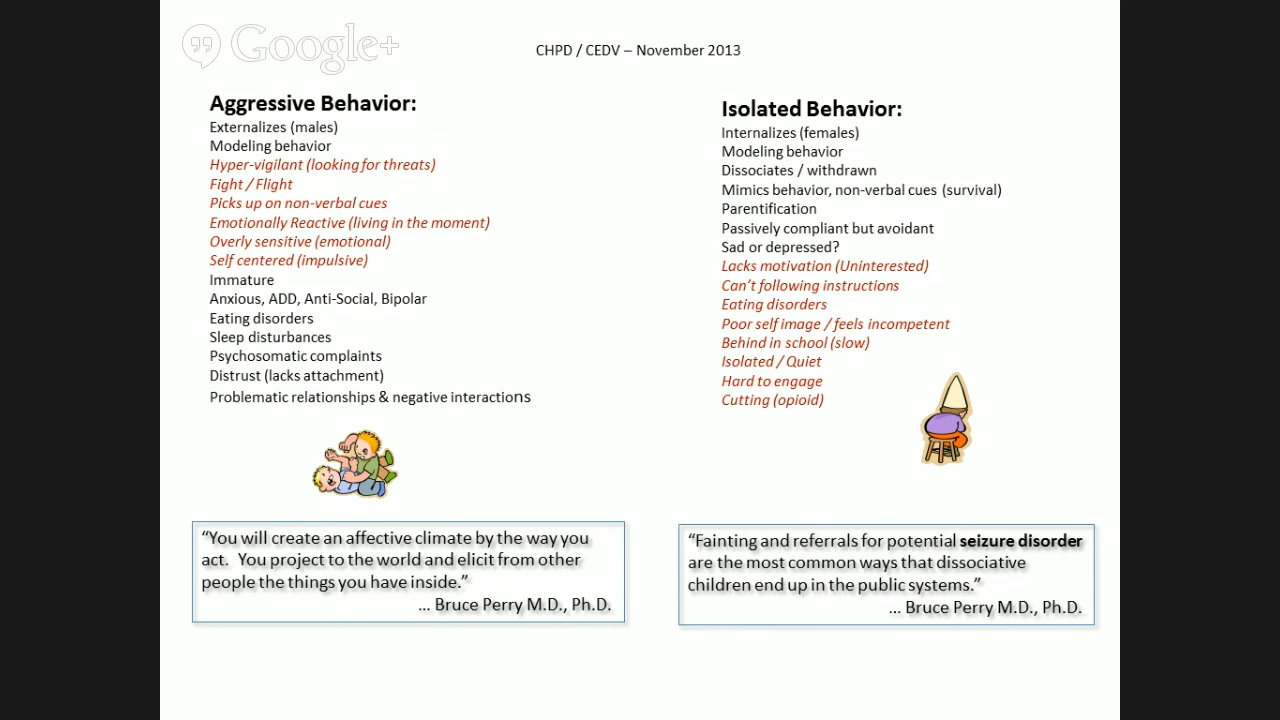 Google+
CHPD / CEDV – November 2013
Aggressive Behavior:
Externalizes (males)
Modeling behavior
Hyper-vigilant (looking for threats)
Fight / Flight
Picks up on non-verbal cues
Emotionally Reactive (living in the moment)
Overly sensitive (emotional)
Self centered (impulsive)
Immature
Anxious, ADD, Anti-Social, Bipolar
Eating disorders
Sleep disturbances
Psychosomatic complaints
Distrust (lacks attachment)
Problematic relationships & negative interactions
“You will create an affective climate by the way you
act. You project to the world and elicit from other
people the things you have inside.”
... Bruce Perry M.D., Ph.D.
Isolated Behavior:
Internalizes (females)
Modeling behavior
Dissociates / withdrawn
Mimics behavior, non-verbal cues (survival)
Parentification
Passively compliant but avoidant
Sad or depressed?
Lacks motivation (Uninterested)
Can’t following instructions
Eating disorders
Poor self image / feels incompetent
Behind in school (slow)
Isolated / Quiet
Hard to engage
Cutting (opioid)
“Fainting and referrals for potential seizure disorder
are the most common ways that dissociative
children end up in the public systems.”
... Bruce Perry M.D., Ph.D.